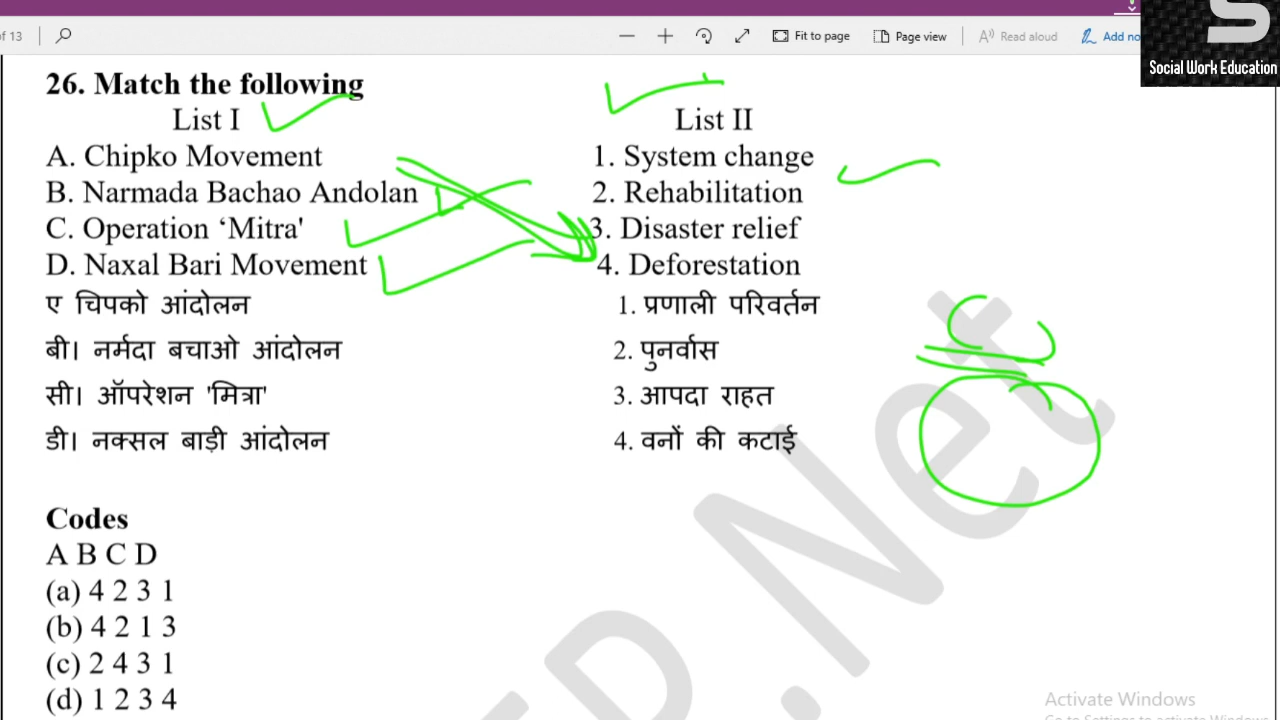 of 13
Fit to page
Page view
Read aloud
Add no
Social Work Education
26. Match the following
List I List II
A. Chipko Movement 1. System change
B. Narmada Bachao Andolan 2. Rehabilitation
C. Operation ‘Mitra' 3. Disaster relief
D. Naxal Bari Movement 4. Deforestation
ए चिपको आंदोलन 1. प्रणाली परिवर्तन
बी। नर्मदा बचाओ आंदोलन 2. पुनर्वास
सी। ऑपरेशन 'मित्रा' 3. आपदा राहत
डी। नक्सल बाड़ी आंदोलन 4. वनों की कटाई
Codes
A B C D
(a) 4 2 3 1
(b) 4 2 1 3
(c) 2 4 3 1
(d) 1 2 3 4
.Net
Activate Windows